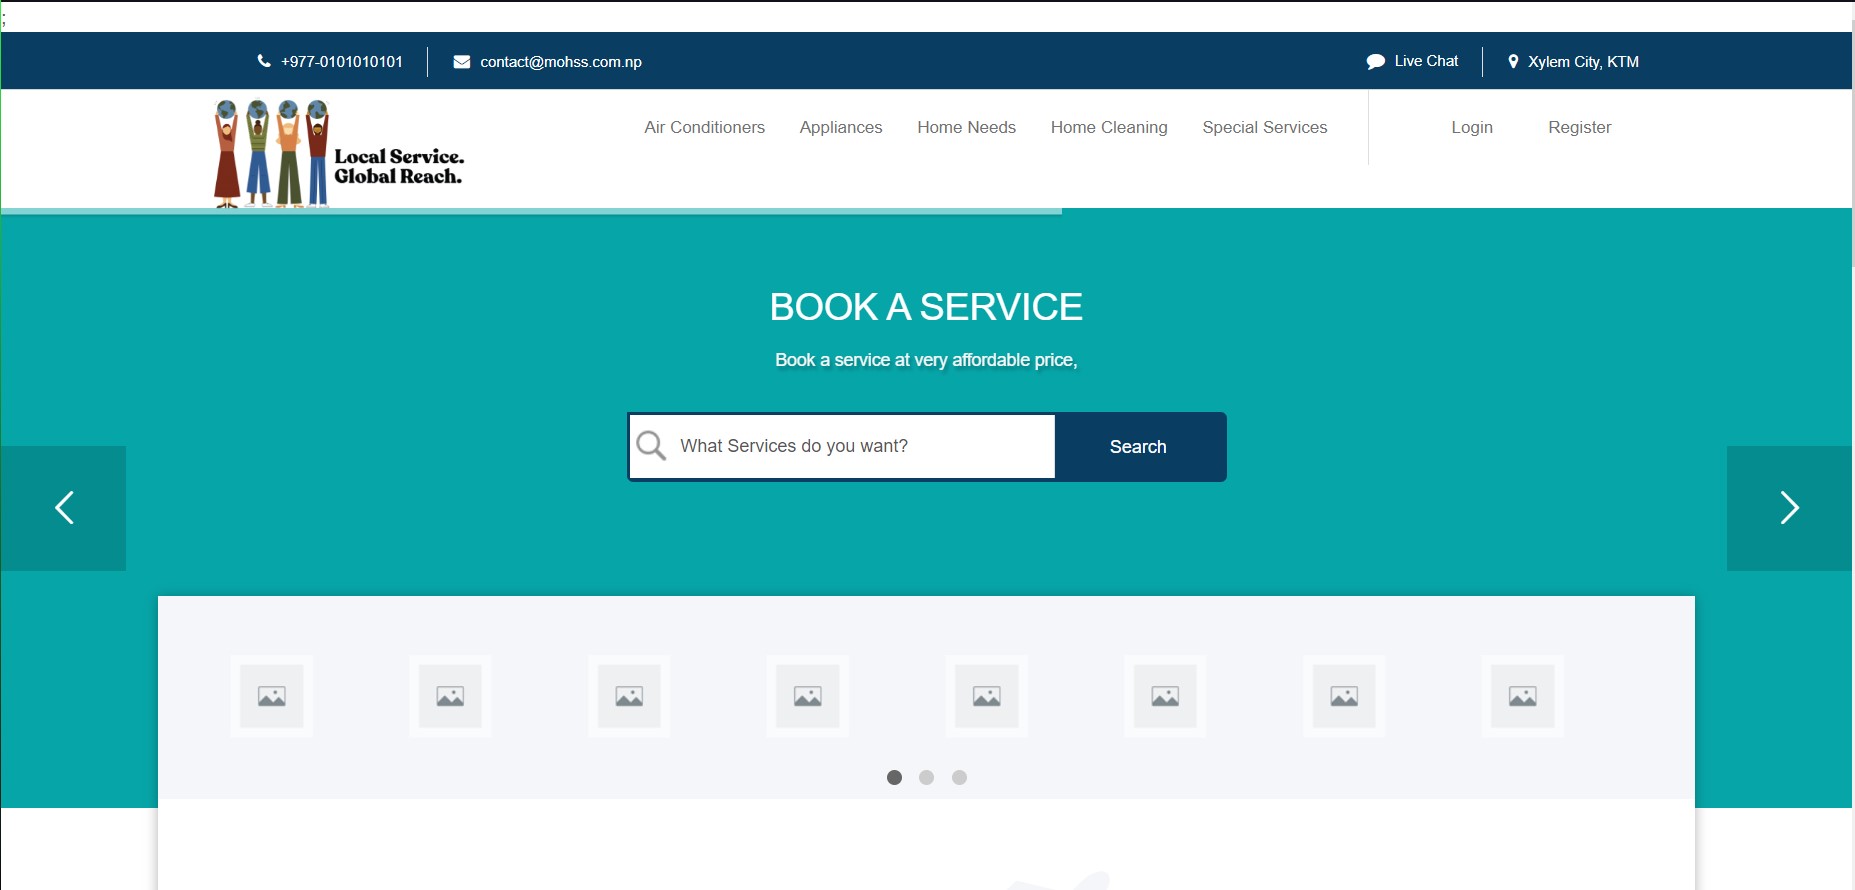 ;
+977-0101010101
contact@mohss.com.np
Live Chat
Xylem City, KTM
Local Service.
Global Reach.
Air Conditioners
Appliances
Home Needs
Home Cleaning
Special Services
Login
Register
BOOK A SERVICE
Book a service at very affordable price,
What Services do you want?
Search